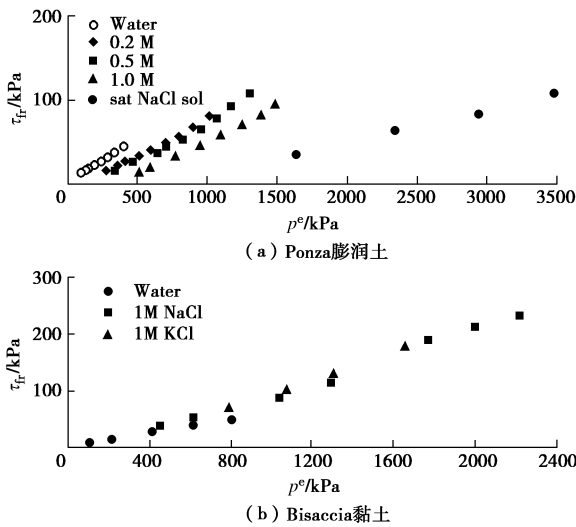 200
100
τfr/kPa
Water
0.2 M
0.5 M
1.0 M
sat NaCl sol
0 500 1000 1500 2000 2500 3000 3500
pe/kPa
(a) Ponza膨润土
300
200
100
τfr/kPa
Water
1M NaCl
1M KCl
0 400 800 1200 1600 2000 2400
pe/kPa
(b) Bisaccia黏土